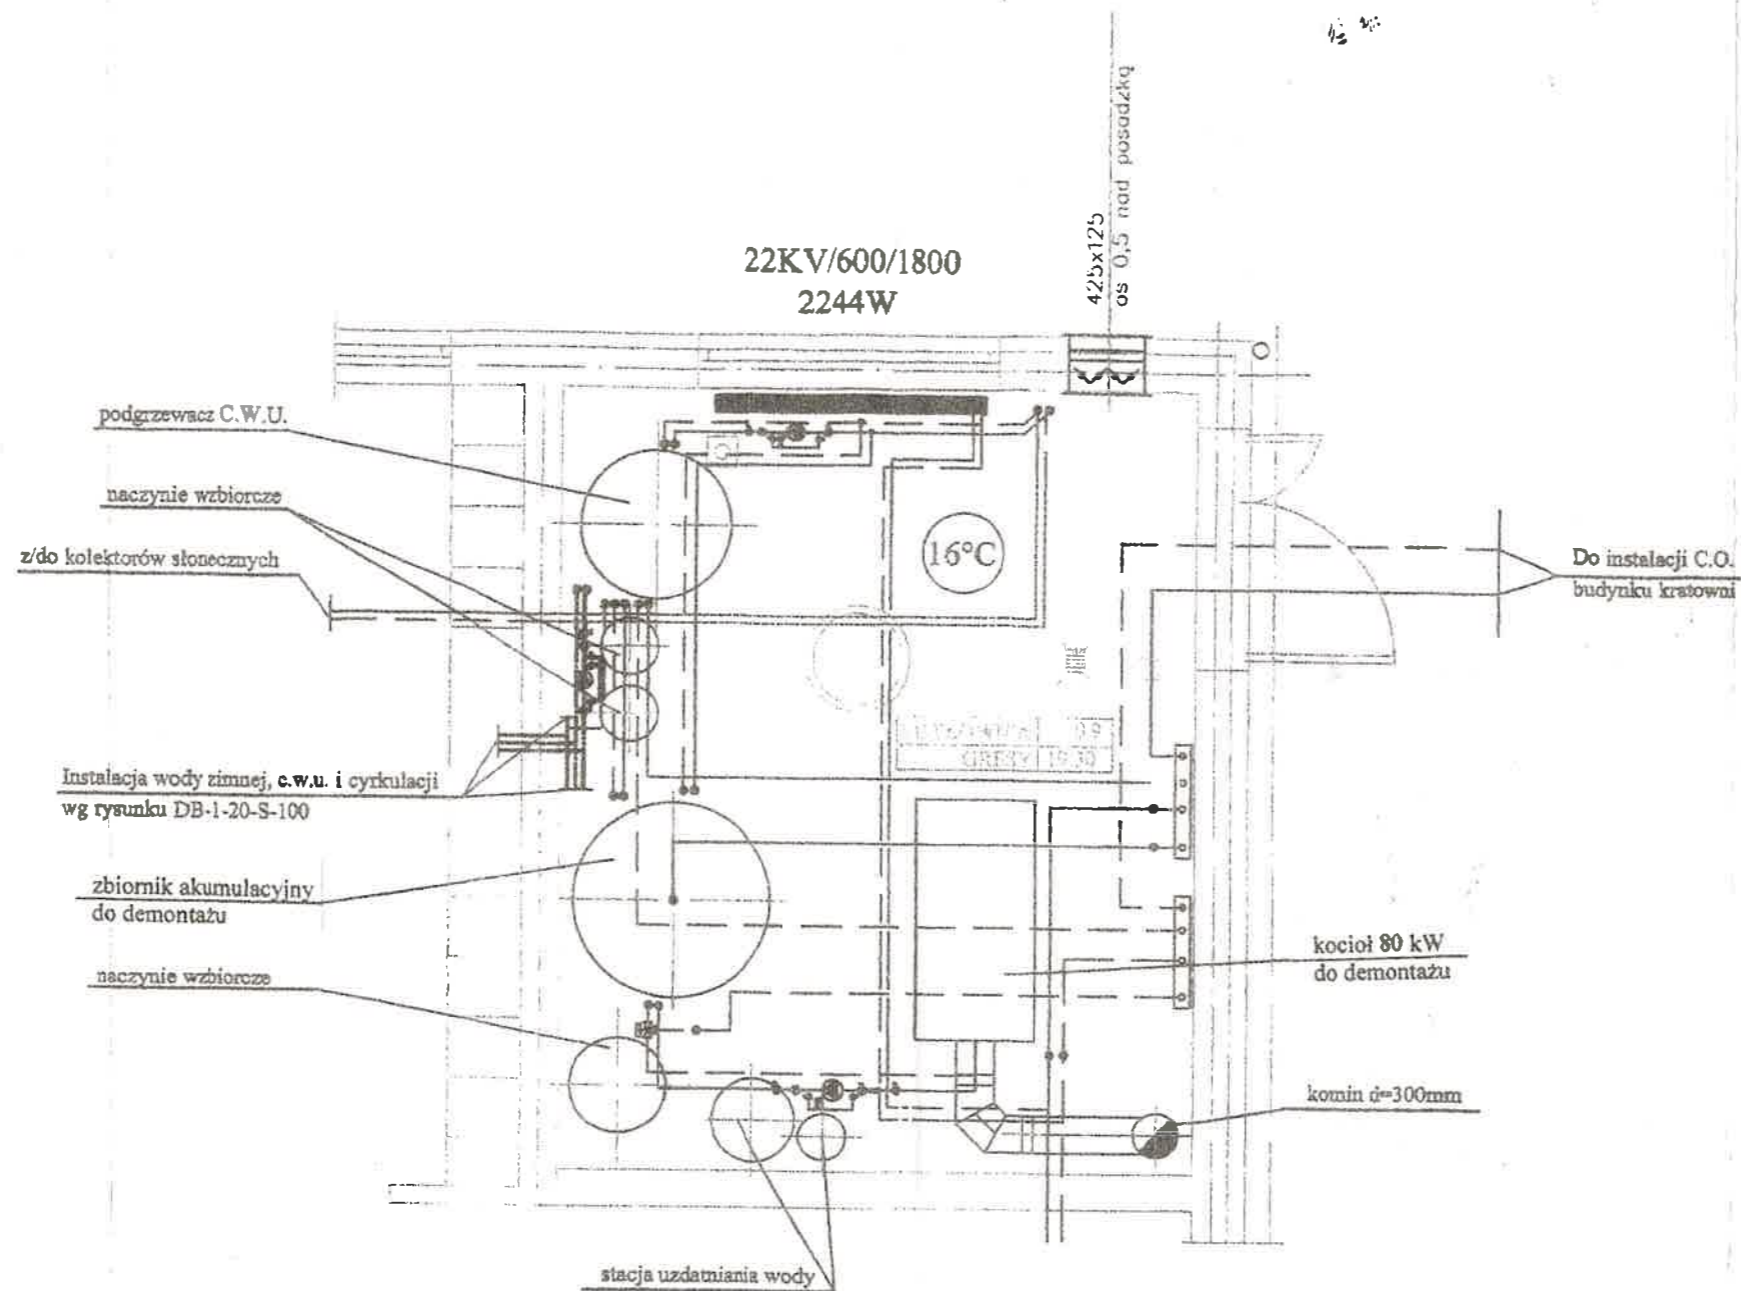 425x125
os 0,5 nad posadzką
22KV/600/1800
2244W
podgrzewacz C.W.U.
naczynie wzbiorcze
z/do kolektorów słonecznych
16°C
Do instalacji C.O.
budynku kratowni
Instalacja wody zimnej, c.w.u. i cyrkulacji
wg rysunku DB-1-20-S-100
zbiornik akumulacyjny
do demontażu
naczynie wzbiorcze
kocioł 80 kW
do demontażu
komin d=300mm
stacja uzdatniania wody